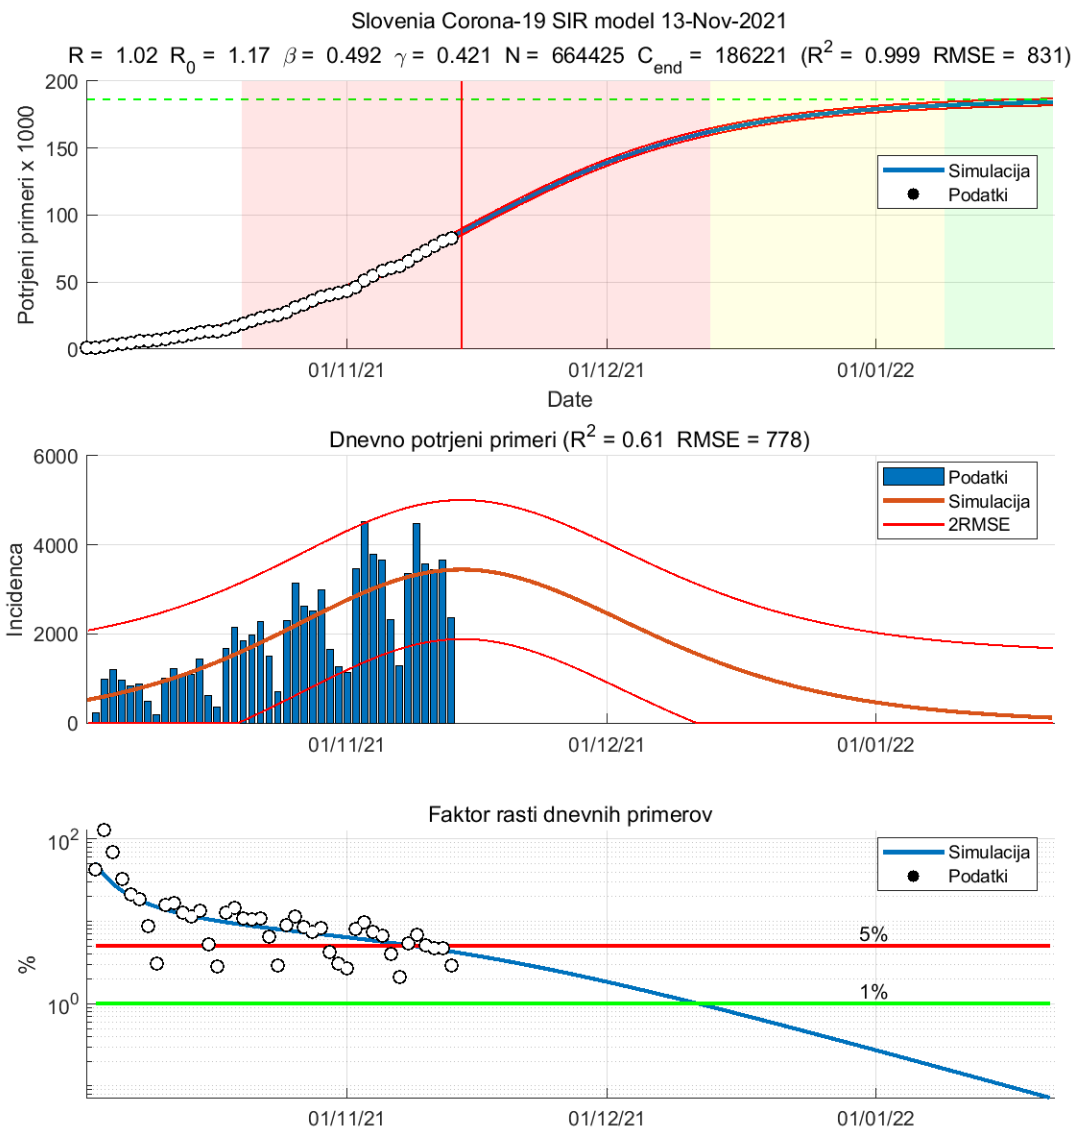 Slovenia Corona-19 SIR model 13-Nov-2021
R = 1.02 R0 = 1.17 β = 0.492 γ = 0.421 N = 664425 Cend = 186221 (R2 = 0.999 RMSE = 831)
200
150
100
50
0
Potrjeni primeri x 1000
Simulacija
Podatki
01/11/21
01/12/21
01/01/22
Date
Dnevno potrjeni primeri (R2 = 0.61 RMSE = 778)
6000
4000
2000
0
Incidenca
Podatki
Simulacija
2RMSE
01/11/21
01/12/21
01/01/22
Faktor rasti dnevnih primerov
10^2
10^0
%
Simulacija
Podatki
5%
1%
01/11/21
01/12/21
01/01/22